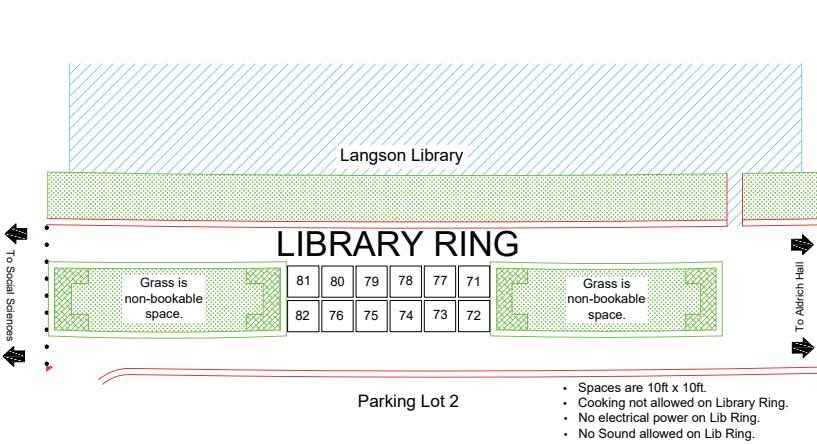 Langson Library
LIBRARY RING
To Social Sciences
Grass is
non-bookable
space.
81 80 79 78 77 71
82 76 75 74 73 72
Grass is
non-bookable
space.
To Aldrich Hall
Parking Lot 2
• Spaces are 10ft x 10ft.
• Cooking not allowed on Library Ring.
• No electrical power on Lib Ring.
• No Sound allowed on Lib Ring.